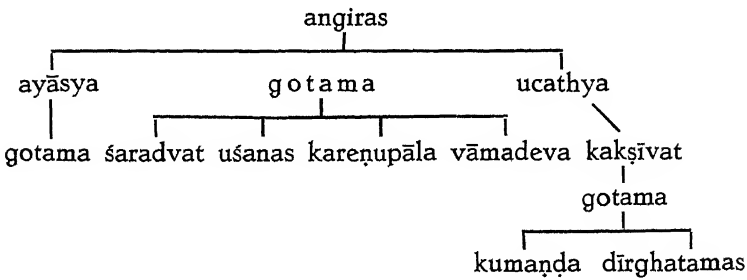 angiras
ayāsya gotama ucathya
gotama śaradvat uśanas kareṇupāla vāmadeva kakṣīvat
gotama
kumaṇḍa dīrghatamas